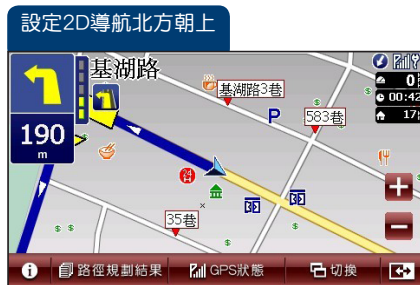 設定2D導航北方朝上
基湖路
190
m
基湖路3巷
583巷
P
0
00:42
17
24
35巷
+
−
i
路徑規劃結果
GPS狀態
切換